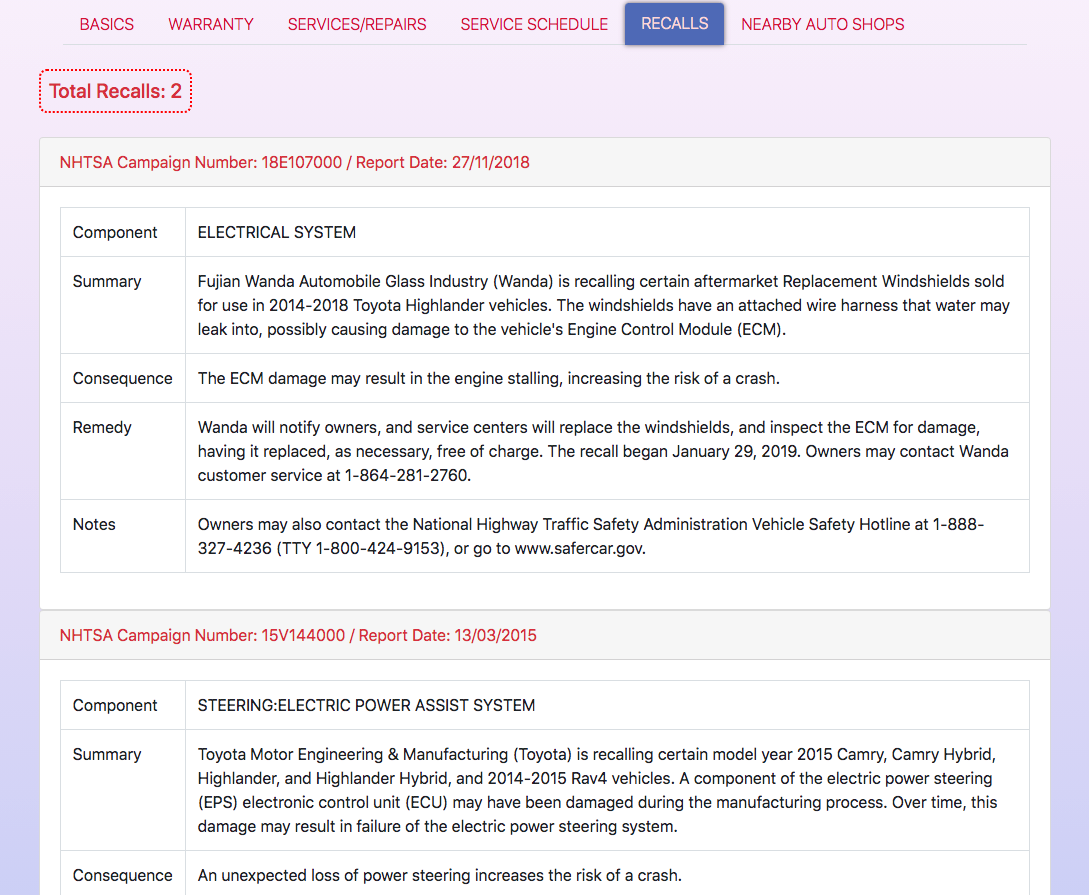 BASICS WARRANTY SERVICES/REPAIRS SERVICE SCHEDULE RECALLS NEARBY AUTO SHOPS
Total Recalls: 2
NHTSA Campaign Number: 18E107000 / Report Date: 27/11/2018
Component ELECTRICAL SYSTEM
Summary Fujian Wanda Automobile Glass Industry (Wanda) is recalling certain aftermarket Replacement Windshields sold
for use in 2014-2018 Toyota Highlander vehicles. The windshields have an attached wire harness that water may
leak into, possibly causing damage to the vehicle's Engine Control Module (ECM).
Consequence The ECM damage may result in the engine stalling, increasing the risk of a crash.
Remedy Wanda will notify owners, and service centers will replace the windshields, and inspect the ECM for damage,
having it replaced, as necessary, free of charge. The recall began January 29, 2019. Owners may contact Wanda
customer service at 1-864-281-2760.
Notes Owners may also contact the National Highway Traffic Safety Administration Vehicle Safety Hotline at 1-888-
327-4236 (TTY 1-800-424-9153), or go to www.safercar.gov.
NHTSA Campaign Number: 15V144000 / Report Date: 13/03/2015
Component STEERING:ELECTRIC POWER ASSIST SYSTEM
Summary Toyota Motor Engineering & Manufacturing (Toyota) is recalling certain model year 2015 Camry, Camry Hybrid,
Highlander, and Highlander Hybrid, and 2014-2015 Rav4 vehicles. A component of the electric power steering
(EPS) electronic control unit (ECU) may have been damaged during the manufacturing process. Over time, this
damage may result in failure of the electric power steering system.
Consequence An unexpected loss of power steering increases the risk of a crash.